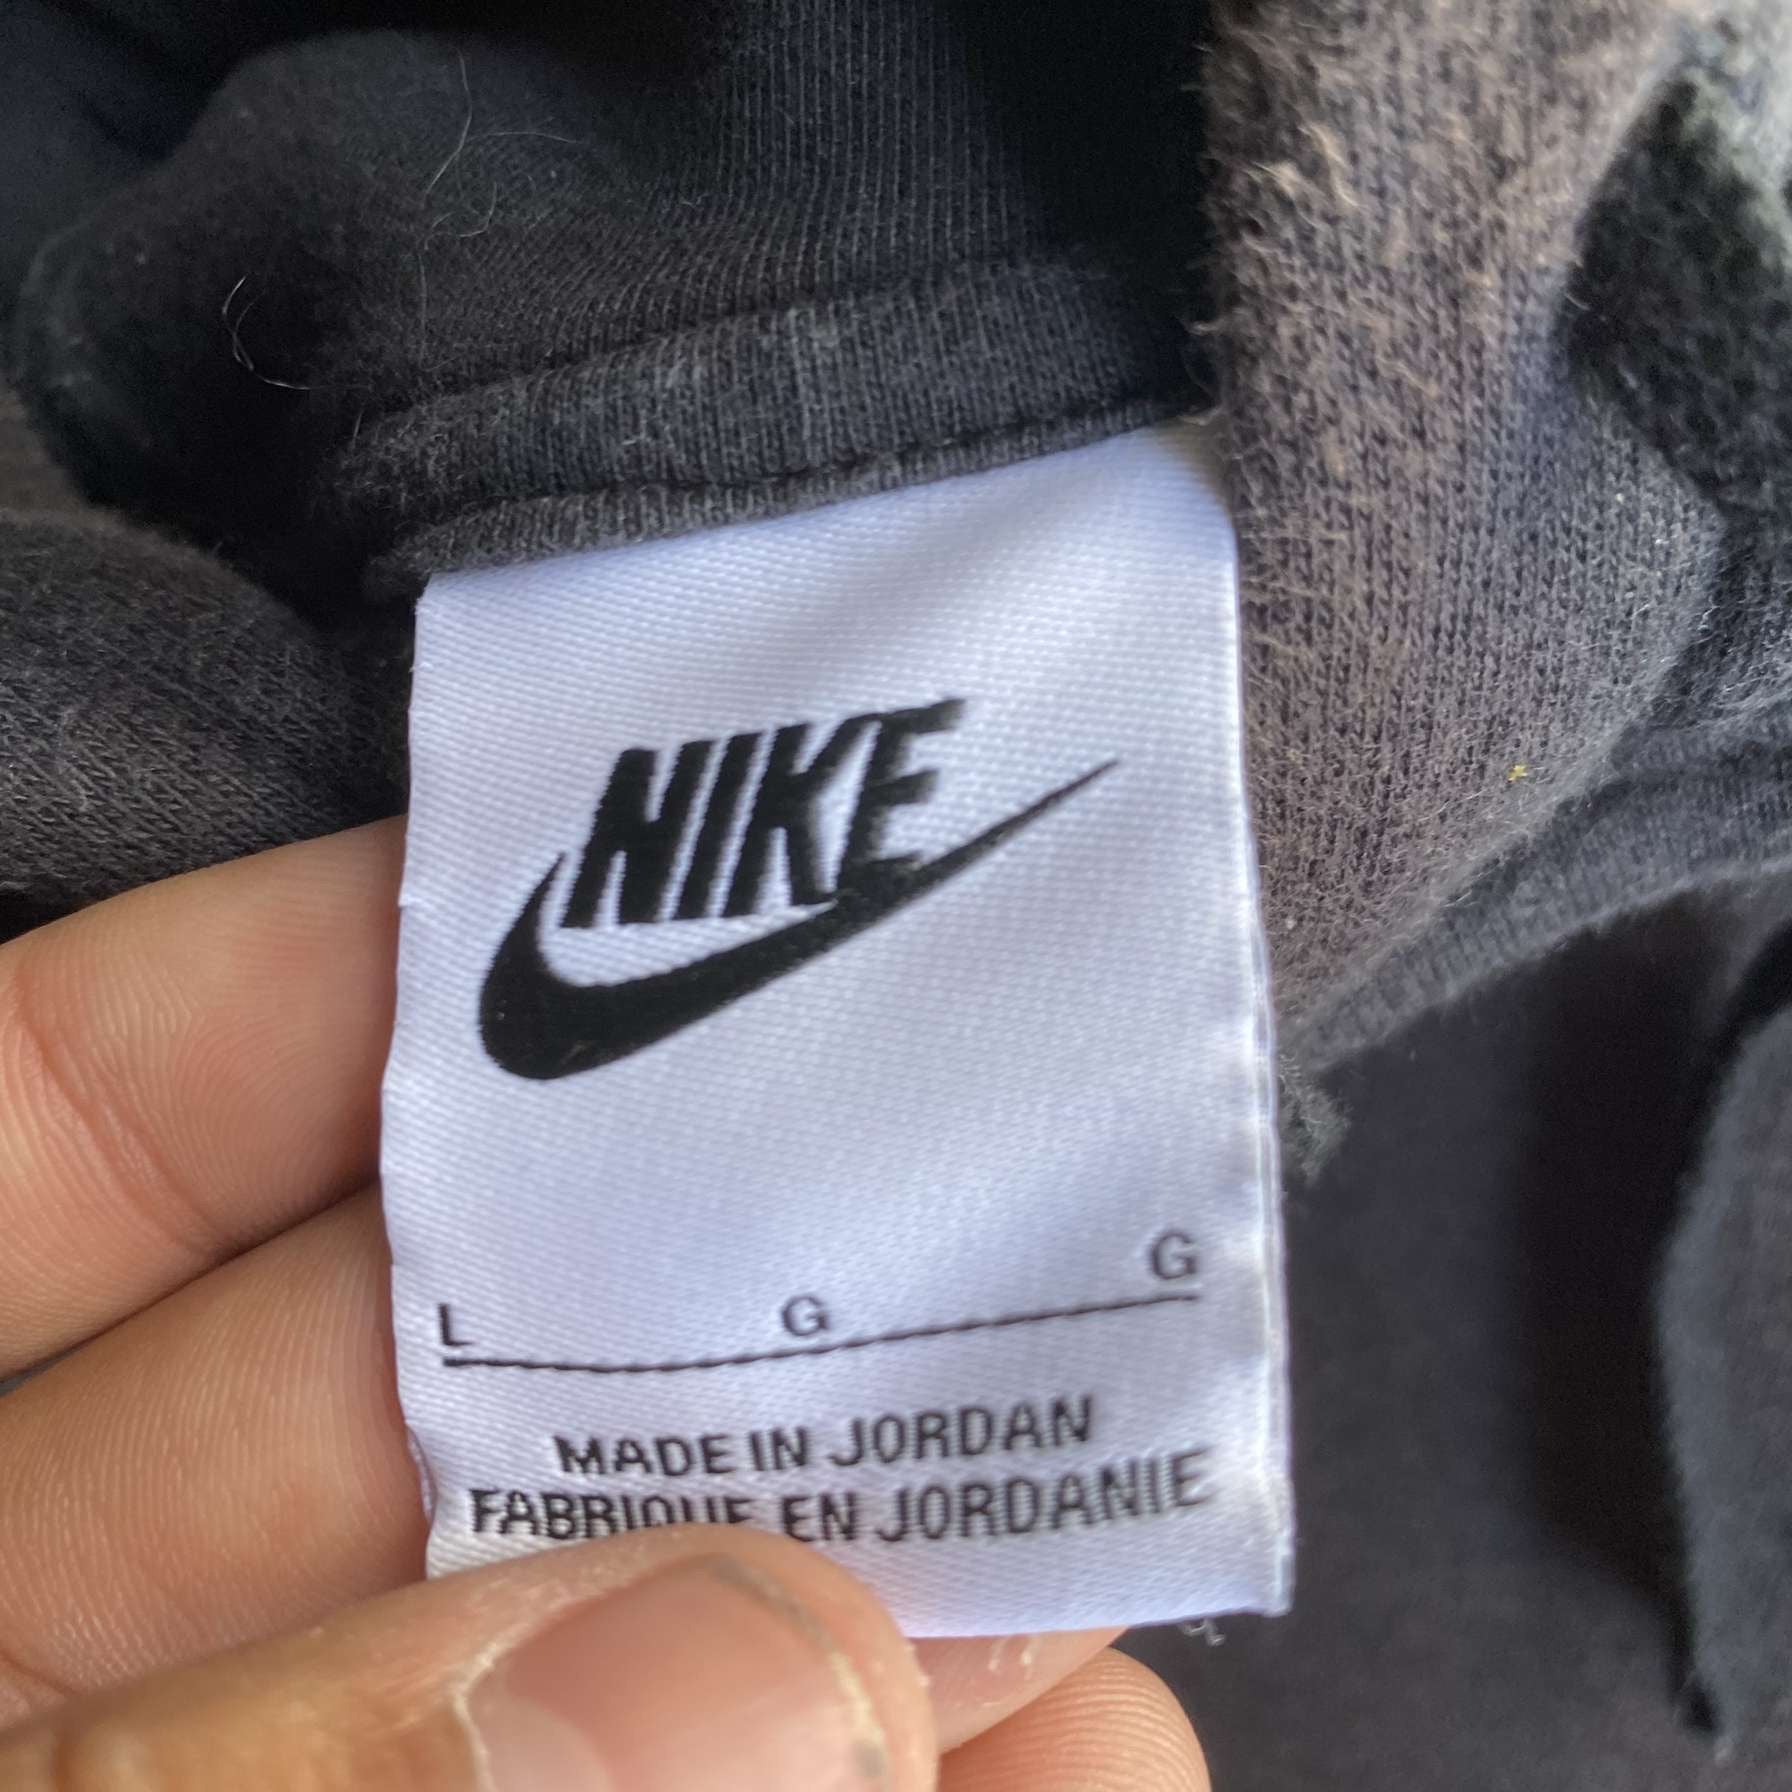 NIKE
L G G
MADE IN JORDAN
FABRIQUE EN JORDANIE